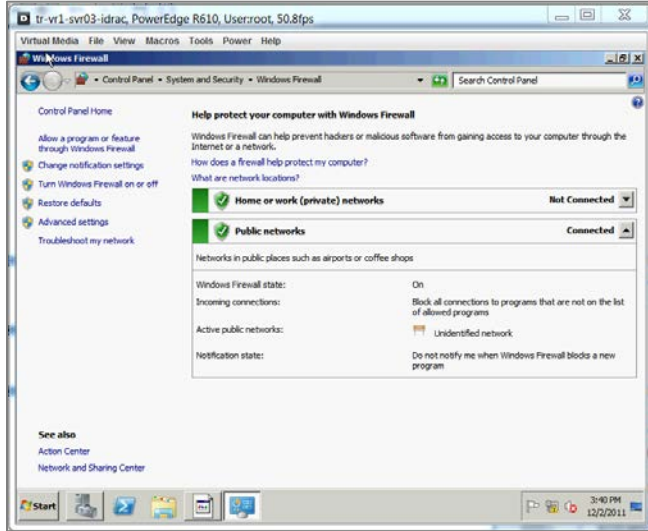 tr-vr1-svr03-idrac, PowerEdge R610, User:root, 50.8fps
Virtual Media File View Macros Tools Power Help
Windows Firewall
Control Panel • System and Security • Windows Firewall
Search Control Panel
Control Panel Home
Allow a program or feature
through Windows Firewall
Change notification settings
Turn Windows Firewall on or off
Restore defaults
Advanced settings
Troubleshoot my network
Help protect your computer with Windows Firewall
Windows Firewall can help prevent hackers or malicious software from gaining access to your computer through the
Internet or a network.
How does a firewall help protect my computer?
What are network locations?
Home or work (private) networks Not Connected
Public networks Connected
Networks in public places such as airports or coffee shops
Windows Firewall state: On
Incoming connections: Block all connections to programs that are not on the list
of allowed programs
Active public networks: Unidentified network
Notification state: Do not notify me when Windows Firewall blocks a new
program
See also
Action Center
Network and Sharing Center
Start
3:40 PM
12/2/2011